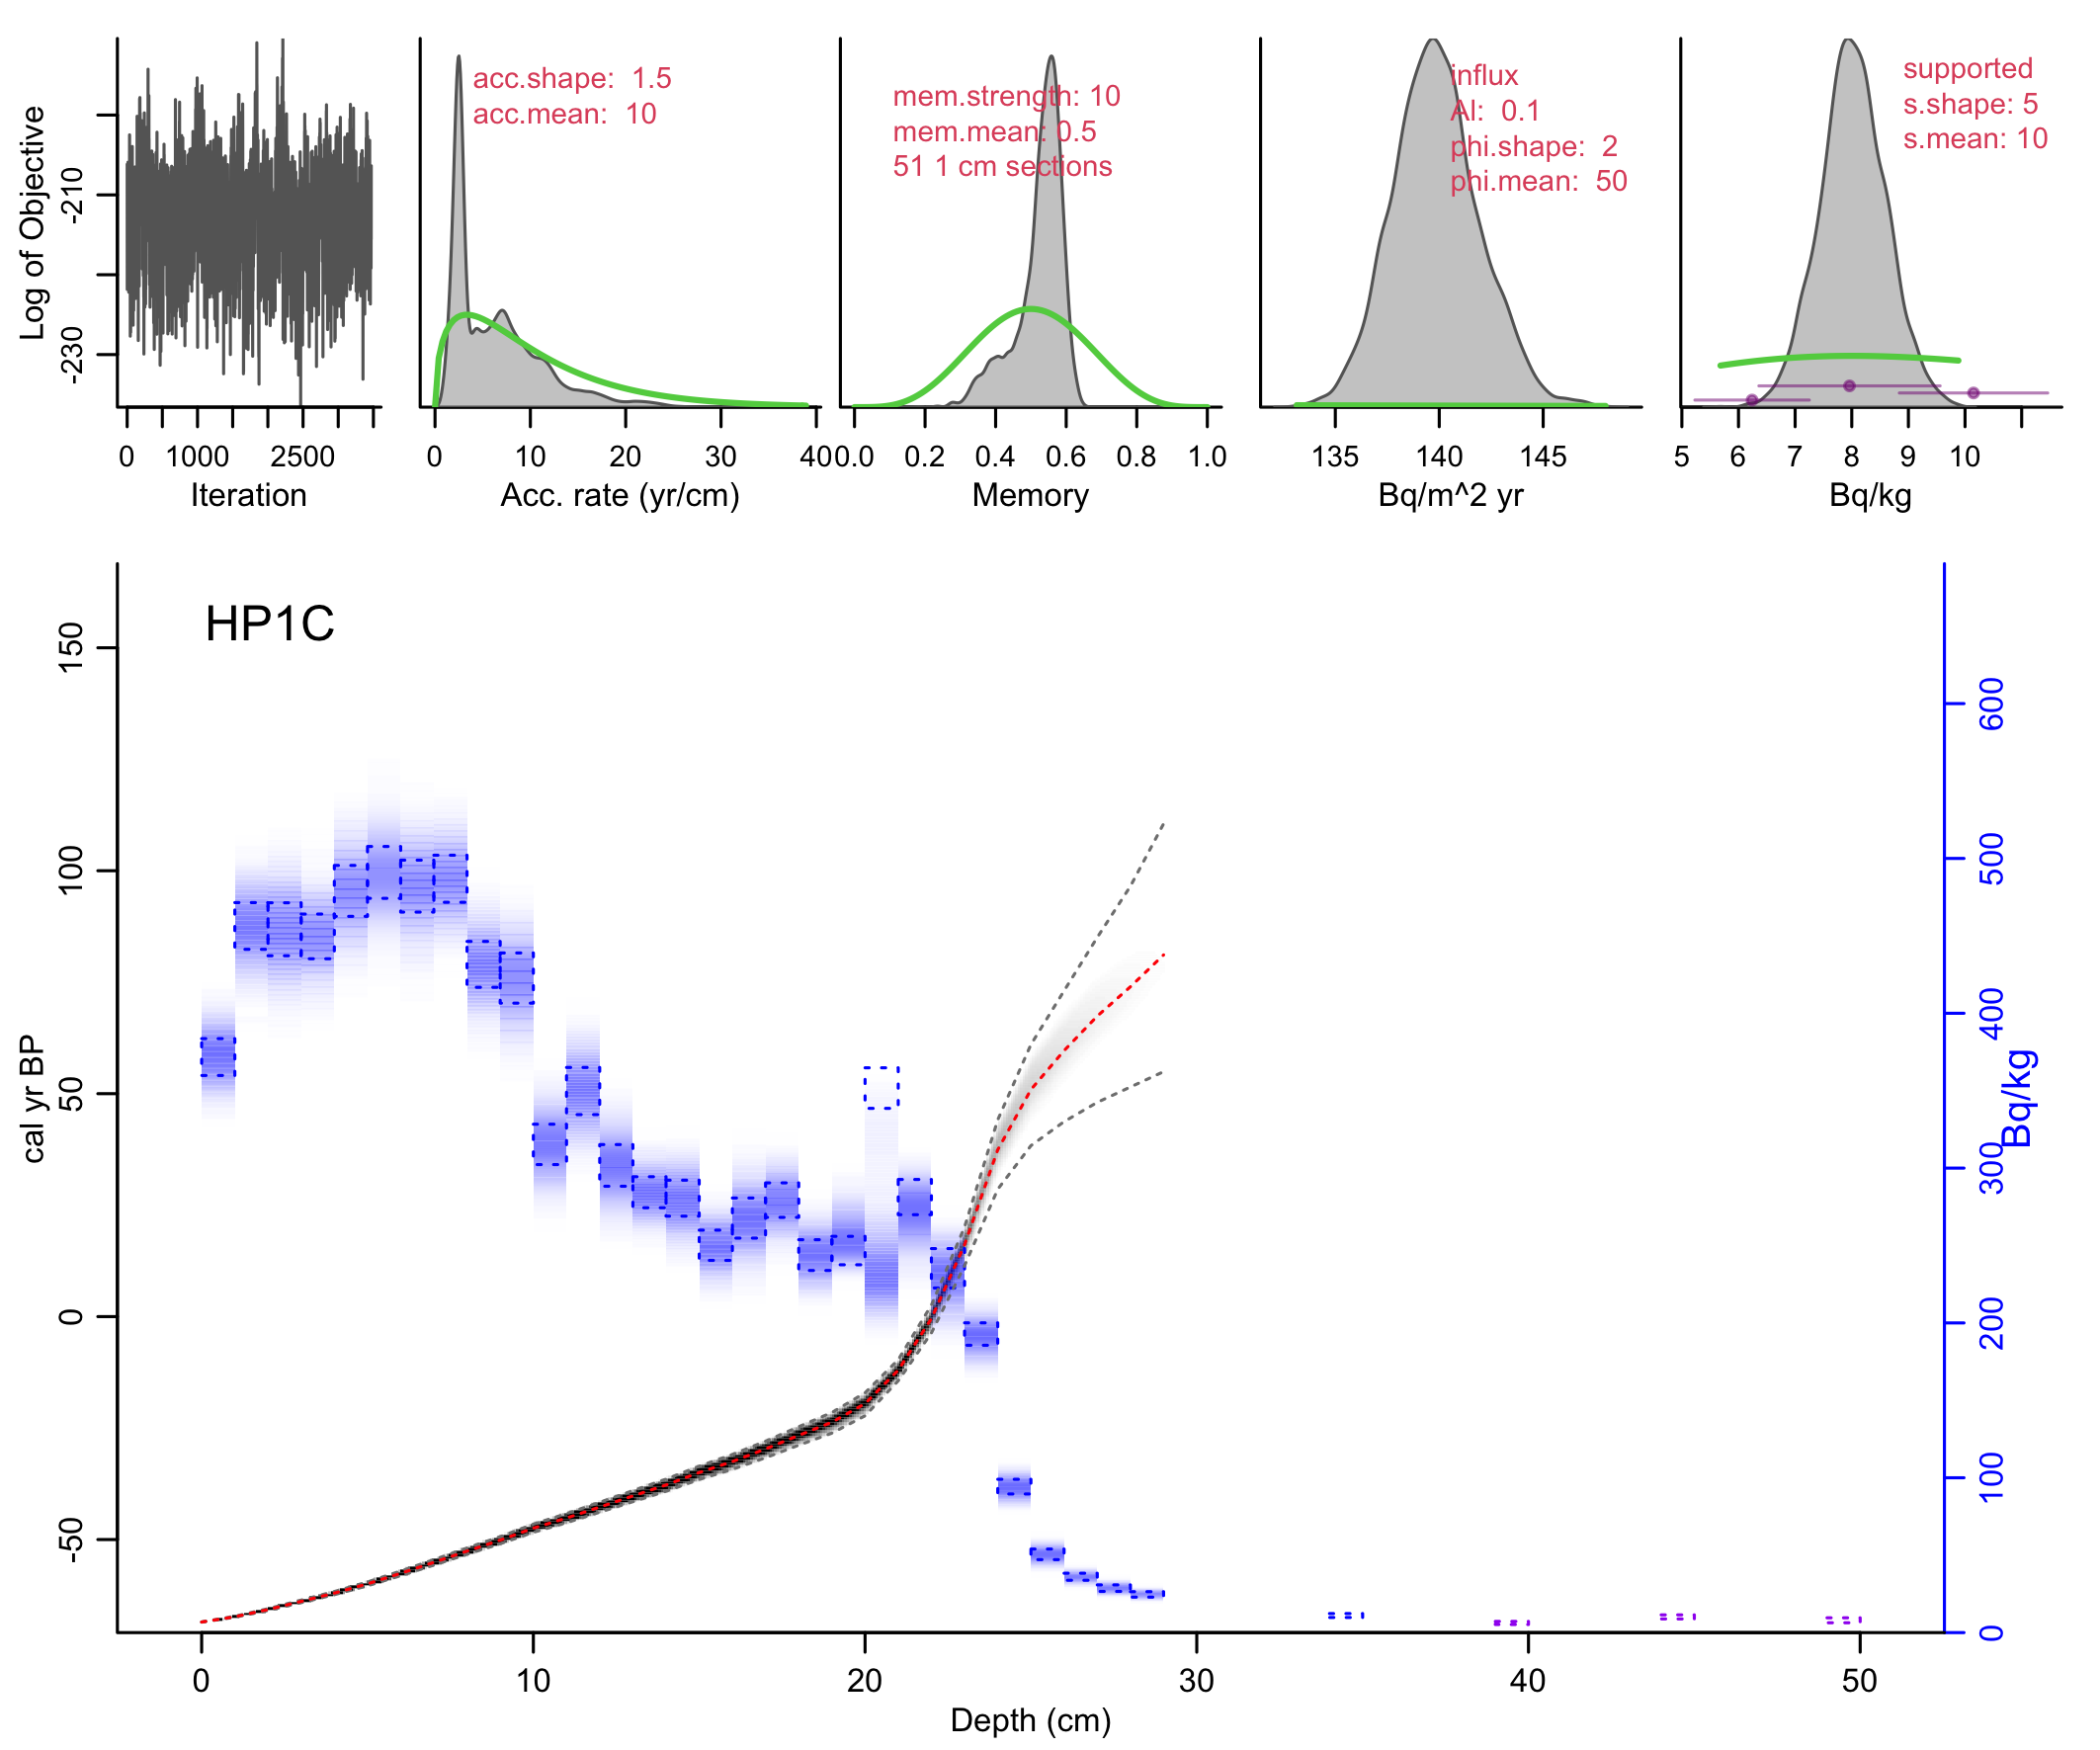 Log of Objective
-230
-210
0
1000
2500
Iteration
acc.shape: 1.5
acc.mean: 10
0
10
20
30
40
Acc. rate (yr/cm)
mem.strength: 10
mem.mean: 0.5
51 1 cm sections
0.0
0.2
0.4
0.6
0.8
1.0
Memory
influx
Al: 0.1
phi.shape: 2
phi.mean: 50
135
140
145
Bq/m^2 yr
supported
s.shape: 5
s.mean: 10
5
6
7
8
9
10
Bq/kg
HP1C
cal yr BP
150
100
50
0
-50
0
10
20
30
40
50
Depth (cm)
600
500
400
300
200
100
0
Bq/kg